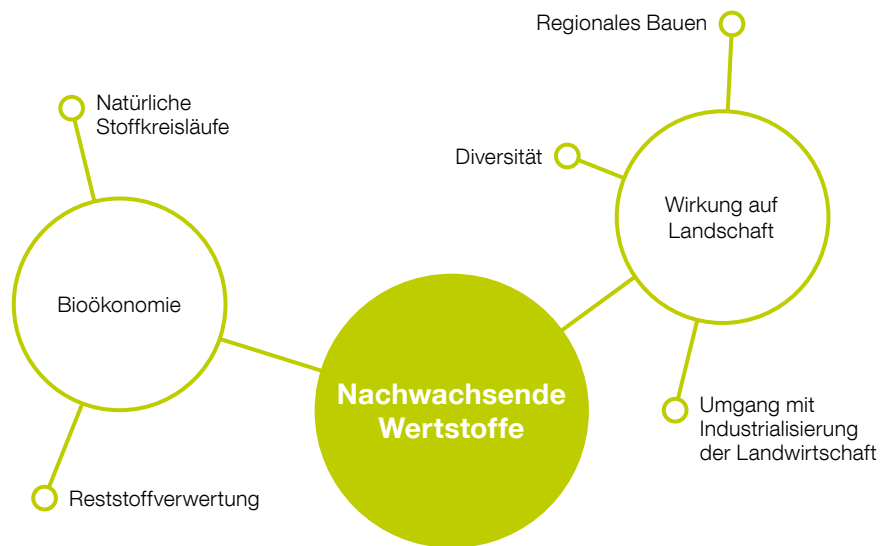 Regionales Bauen
Natürliche
Stoffkreisläufe
Diversität
Wirkung auf
Landschaft
Bioökonomie
Nachwachsende
Wertstoffe
Umgang mit
Industrialisierung
der Landwirtschaft
Reststoffverwertung